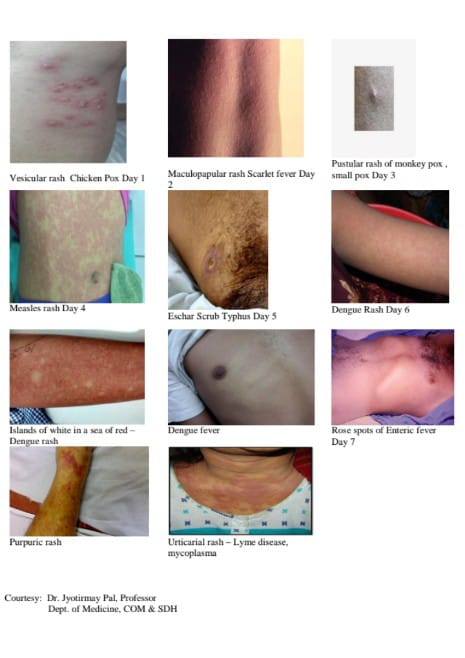 Vesicular rash Chicken Pox Day 1
Maculopapular rash Scarlet fever Day
2
Pustular rash of monkey pox ,
small pox Day 3
Measles rash Day 4
Eschar Scrub Typhus Day 5
Dengue Rash Day 6
Islands of white in a sea of red –
Dengue rash
Dengue fever
Rose spots of Enteric fever
Day 7
Purpuric rash
Urticarial rash – Lyme disease,
mycoplasma
Courtesy: Dr. Jyotirmay Pal, Professor
Dept. of Medicine, COM & SDH